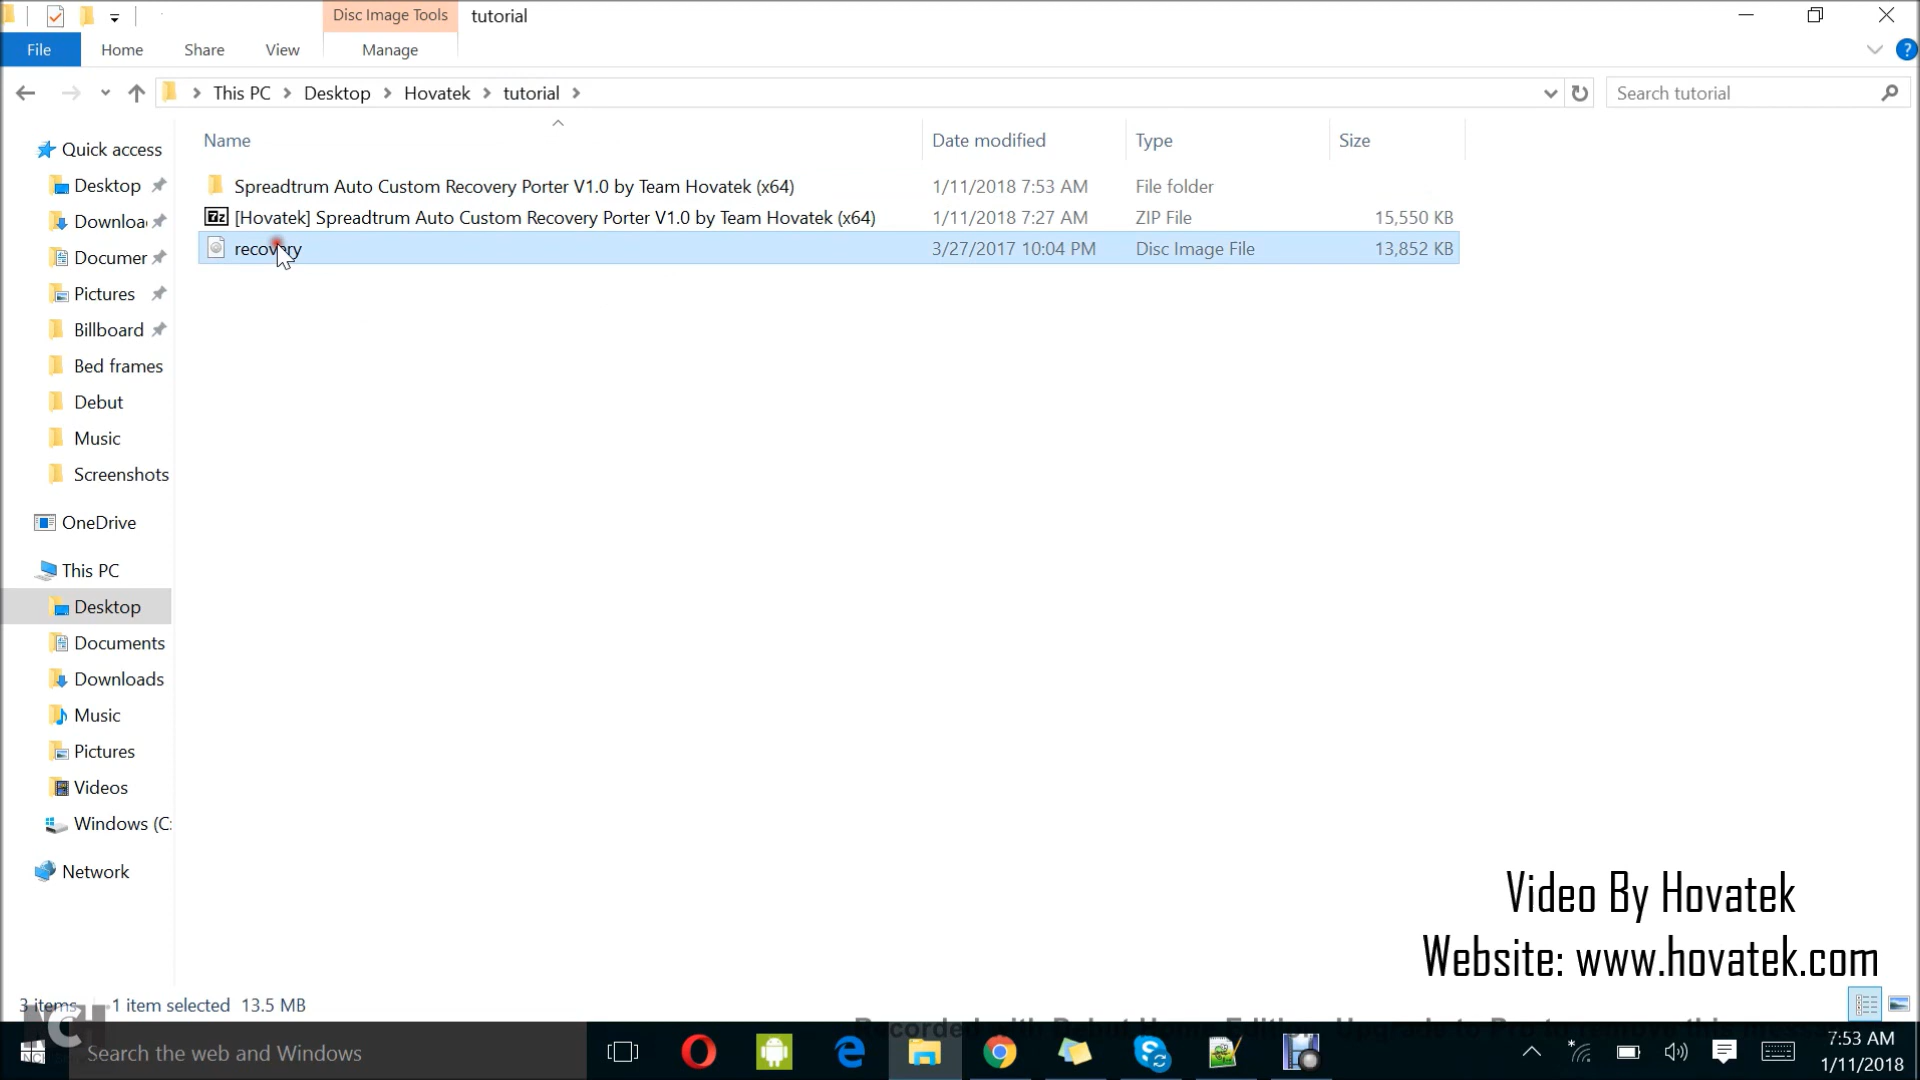 Disc Image Tools tutorial
File Home Share View Manage
This PC Desktop Hovatek tutorial Search tutorial
Name Date modified Type Size
Quick access
Desktop
Downloa
Documer
Pictures
Billboard
Bed frames
Debut
Music
Screenshots
OneDrive
This PC
Desktop
Documents
Downloads
Music
Pictures
Videos
Windows (C:
Network
Spreadtrum Auto Custom Recovery Porter V1.0 by Team Hovatek (x64) 1/11/2018 7:53 AM File folder
[Hovatek] Spreadtrum Auto Custom Recovery Porter V1.0 by Team Hovatek (x64) 1/11/2018 7:27 AM ZIP File 15,550 KB
recovery 3/27/2017 10:04 PM Disc Image File 13,852 KB
Video By Hovatek
Website: www.hovatek.com
3 items 1 item selected 13.5 MB
NCH
Search the web and Windows
7:53 AM
1/11/2018